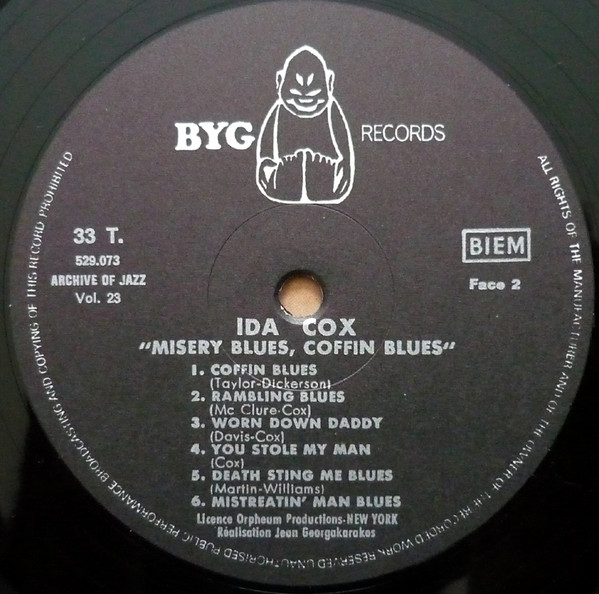 BYG RECORDS
33 T.
529.073
ARCHIVE OF JAZZ
Vol. 23
BIEM
Face 2
IDA COX
"MISERY BLUES, COFFIN BLUES"
1. COFFIN BLUES
(Taylor-Dickerson)
2. RAMBLING BLUES
(Mc Clure-Cox)
3. WORN DOWN DADDY
(Davis-Cox)
4. YOU STOLE MY MAN
(Cox)
5. DEATH STING ME BLUES
(Martin-Williams)
6. MISTREATIN' MAN BLUES
Licence Orpheum Productions-NEW YORK
Réalisation Jean Georgakarakos
ALL RIGHTS OF THE MANUFACTURER AND OF THE OWNER OF THE RECORDED WORK RESERVED UNAUTHORISED PUBLIC PERFORMANCE BROADCASTING AND COPYING OF THIS RECORD PROHIBITED